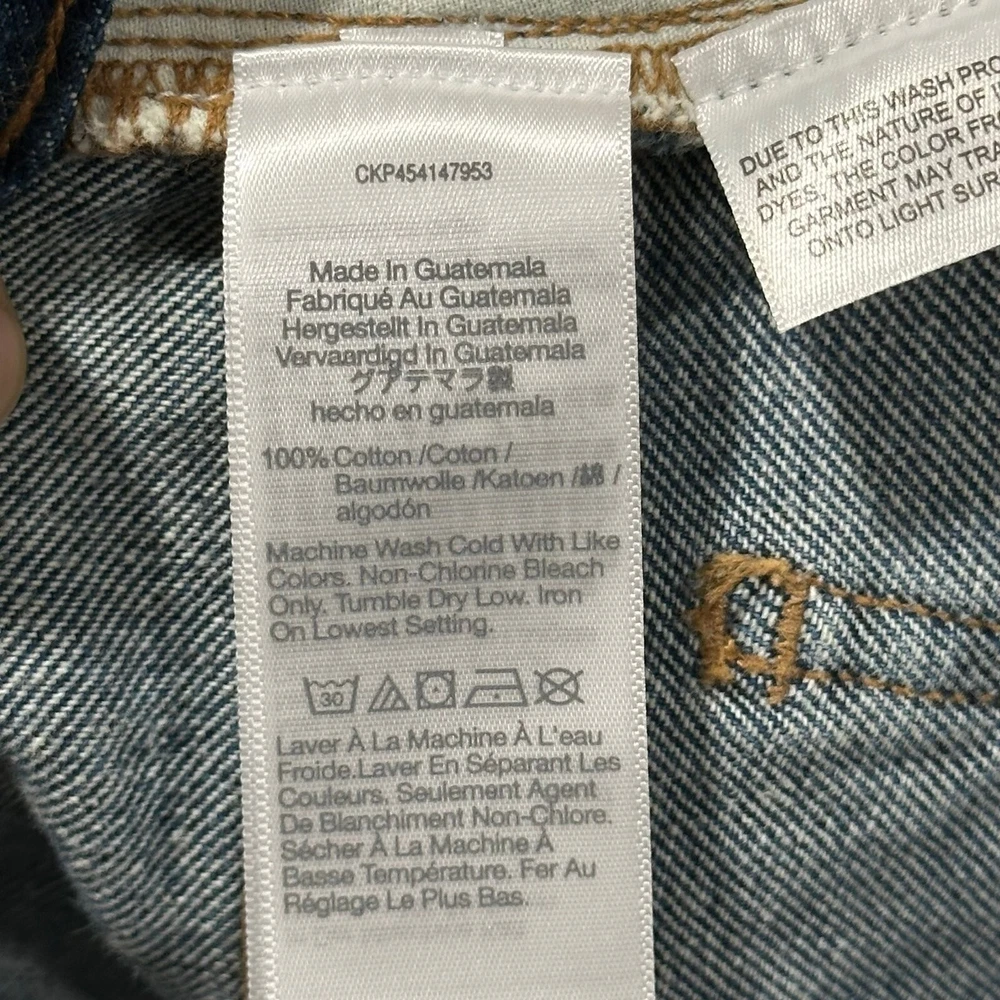 CKP454147953
Made In Guatemala
Fabriqué Au Guatemala
Hergestellt In Guatemala
Vervaardigd In Guatemala
グアテマラ製
hecho en guatemala
100% Cotton /Coton /
Baumwolle /Katoen /綿 /
algodón
Machine Wash Cold With Like
Colors. Non-Chlorine Bleach
Only. Tumble Dry Low. Iron
On Lowest Setting.
30
Laver À La Machine À L'eau
Froide.Laver En Séparant Les
Couleurs. Seulement Agent
De Blanchiment Non-Chlore.
Sécher À La Machine À
Basse Température. Fer Au
Réglage Le Plus Bas.
DUE TO THIS WASH
AND THE NATURE OF
DYES, THE COLOR
GARMENT MAY
ONTO LIGHT